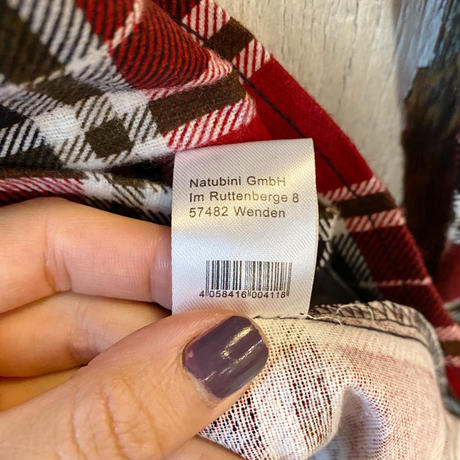 Natubini GmbH
Im Ruttenberge 8
57482 Wenden
4 058416 004118